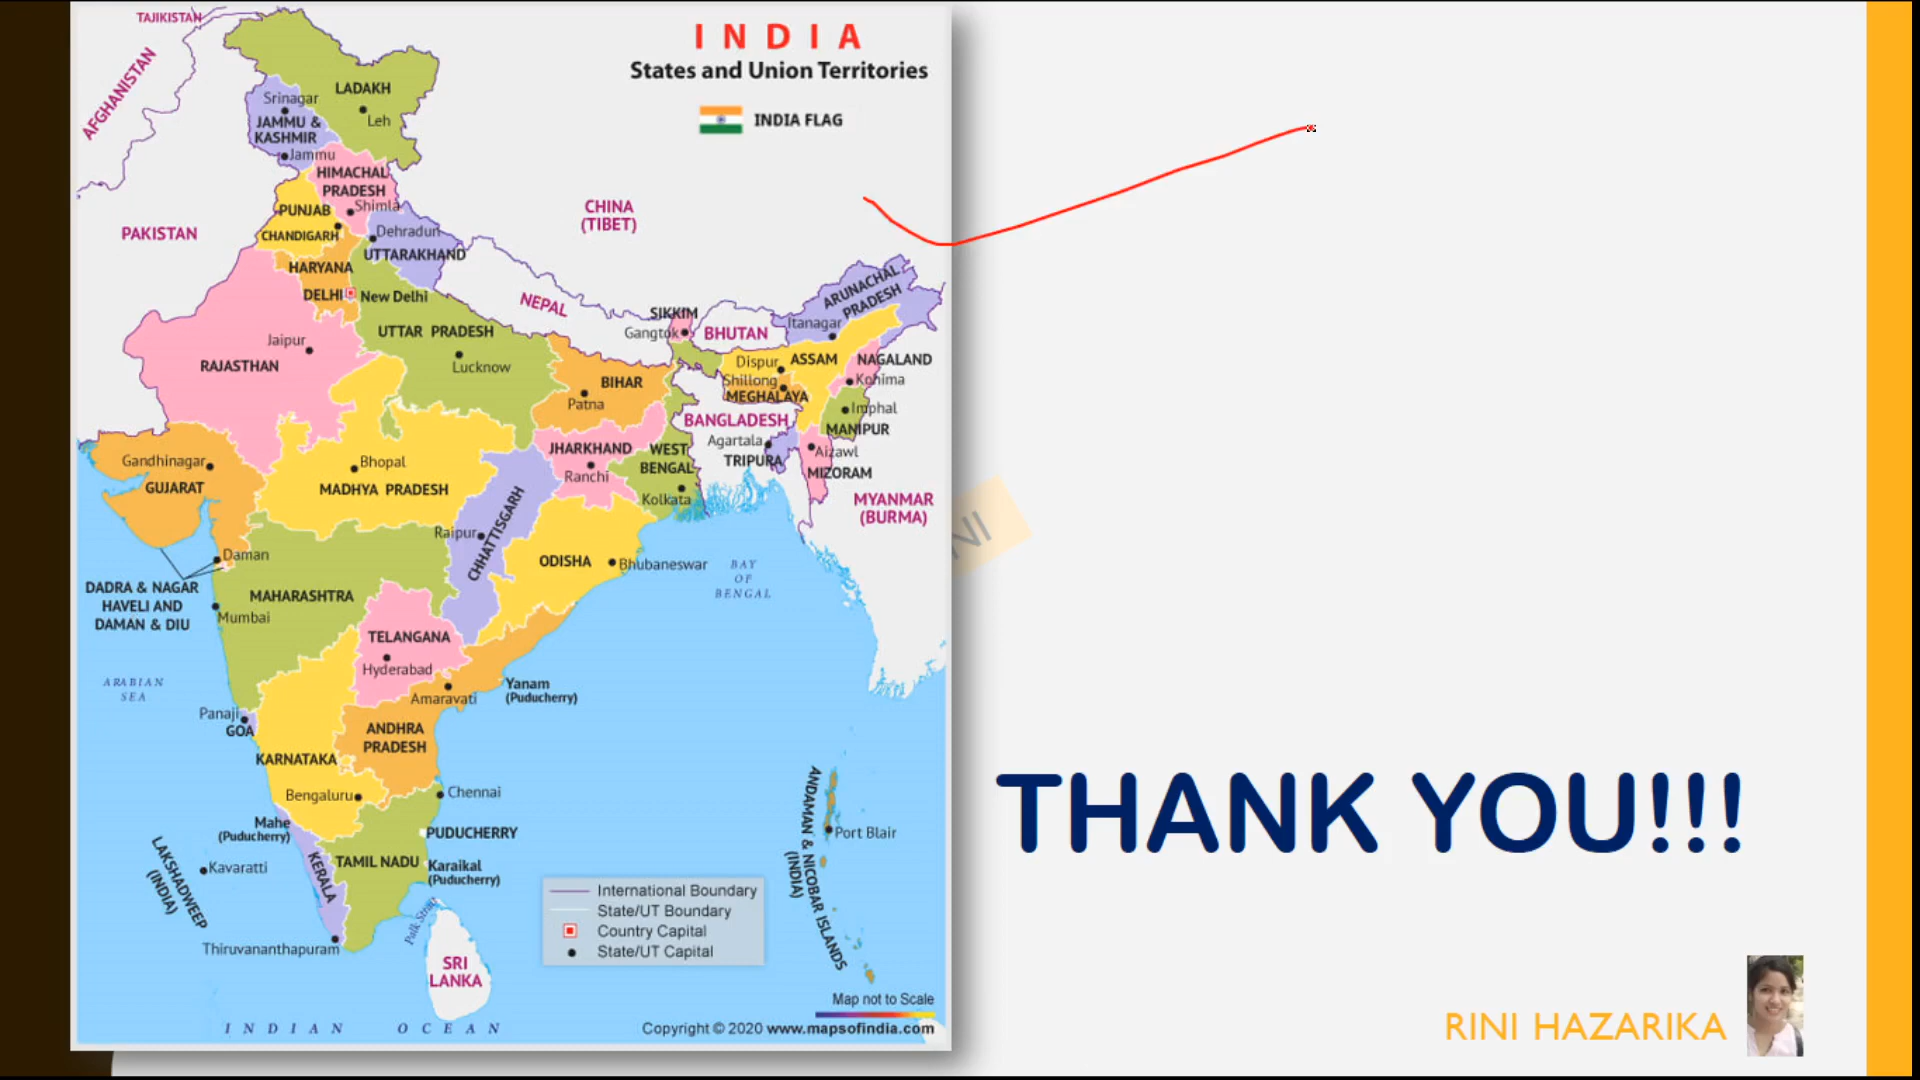 TAJIKISTAN
AFGHANISTAN
INDIA
States and Union Territories
INDIA FLAG
LADAKH
Srinagar
Leh
JAMMU &
KASHMIR
Jammu
HIMACHAL
PRADESH
Shimla
PUNJAB
CHANDIGARH
Dehradun
UTTARAKHAND
PAKISTAN
CHINA
(TIBET)
HARYANA
DELHI
New Delhi
NEPAL
SIKKIM
Gangtok
BHUTAN
ARUNACHAL
PRADESH
Itanagar
UTTAR PRADESH
Lucknow
Jaipur
RAJASTHAN
BIHAR
Patna
Dispur
ASSAM
NAGALAND
Shillong
Kohima
MEGHALAYA
Imphal
MANIPUR
BANGLADESH
Agartala
TRIPURA
Aizawl
MIZORAM
MYANMAR
(BURMA)
JHARKHAND
Ranchi
WEST
BENGAL
Kolkata
Gandhinagar
GUJARAT
Bhopal
MADHYA PRADESH
Raipur
CHHATTISGARH
ODISHA
Bhubaneswar
BAY
OF
BENGAL
NI
Daman
DADRA & NAGAR
HAVELI AND
DAMAN & DIU
MAHARASHTRA
Mumbai
TELANGANA
Hyderabad
ARABIAN
SEA
Amaravati
Yanam
(Puducherry)
Panaji
GOA
ANDHRA
PRADESH
KARNATAKA
Bengaluru
Chennai
Mahe
(Puducherry)
PUDUCHERRY
LAKSHADWEEP
(INDIA)
Kavaratti
KERALA
TAMIL NADU
Karaikal
(Puducherry)
Thiruvananthapuram
Palk Strait
SRI
LANKA
ANDAMAN & NICOBAR ISLANDS
(INDIA)
Port Blair
International Boundary
State/UT Boundary
Country Capital
State/UT Capital
INDIAN OCEAN
Map not to Scale
Copyright © 2020 www.mapsofindia.com
THANK YOU!!!
RINI HAZARIKA